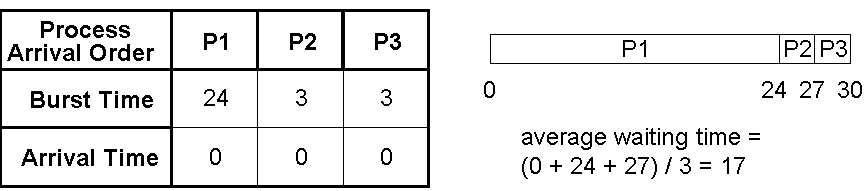 Process
Arrival Order P1 P2 P3
Burst Time 24 3 3
Arrival Time 0 0 0
P1 P2 P3
0 24 27 30
average waiting time =
(0 + 24 + 27) / 3 = 17